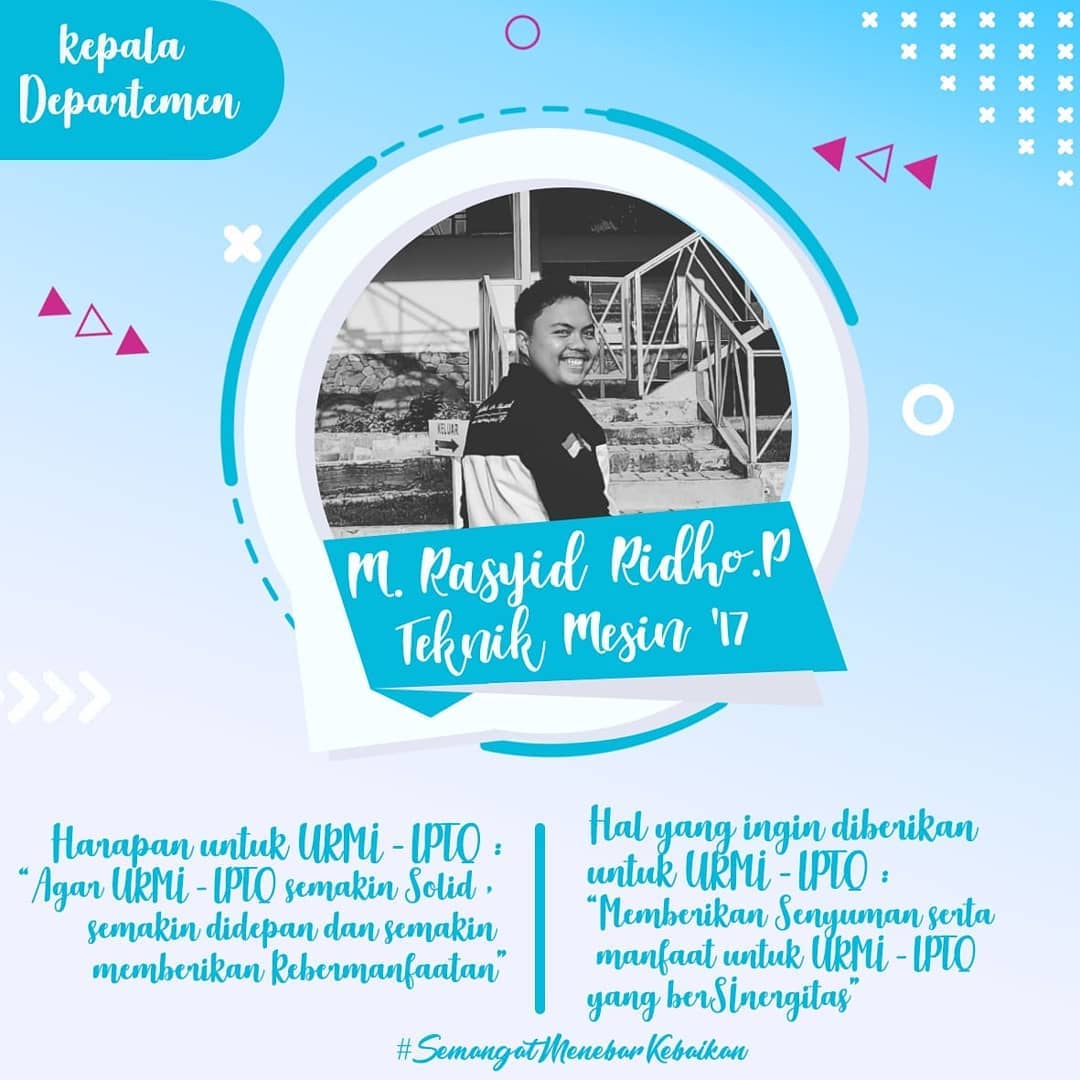 kepala
Departemen
KELUAR
M. Rasyid Ridho.P
Teknik Mesin '17
Harapan untuk URMI - LPTQ :
"Agar URMI - LPTQ semakin Solid,
semakin didepan dan semakin
memberikan kebermanfaatan"
Hal yang ingin diberikan
untuk URMI - LPTQ :
"Memberikan Senyuman serta
manfaat untuk URMI - LPTQ
yang berSInergitas"
#SemangatMenebarKebaikan